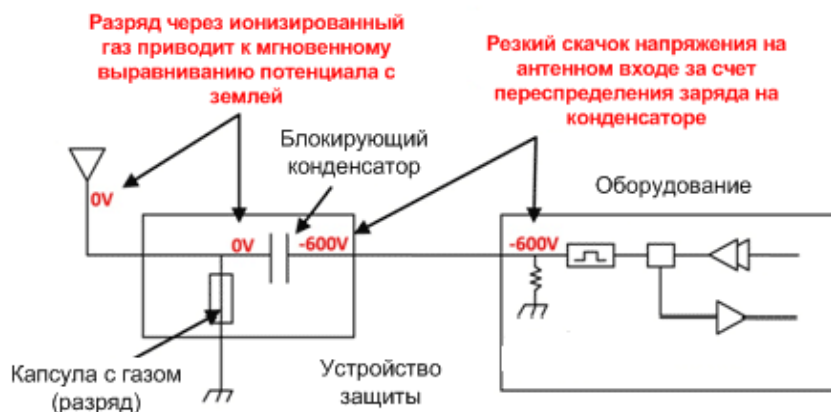 Разряд через ионизированный
газ приводит к мгновенному
выравниванию потенциала с
землей
Резкий скачок напряжения на
антенном входе за счет
переспределения заряда на
конденсаторе
Блокирующий
конденсатор
Оборудование
0V
0V
-600V
-600V
Капсула с газом
(разряд)
Устройство
защиты